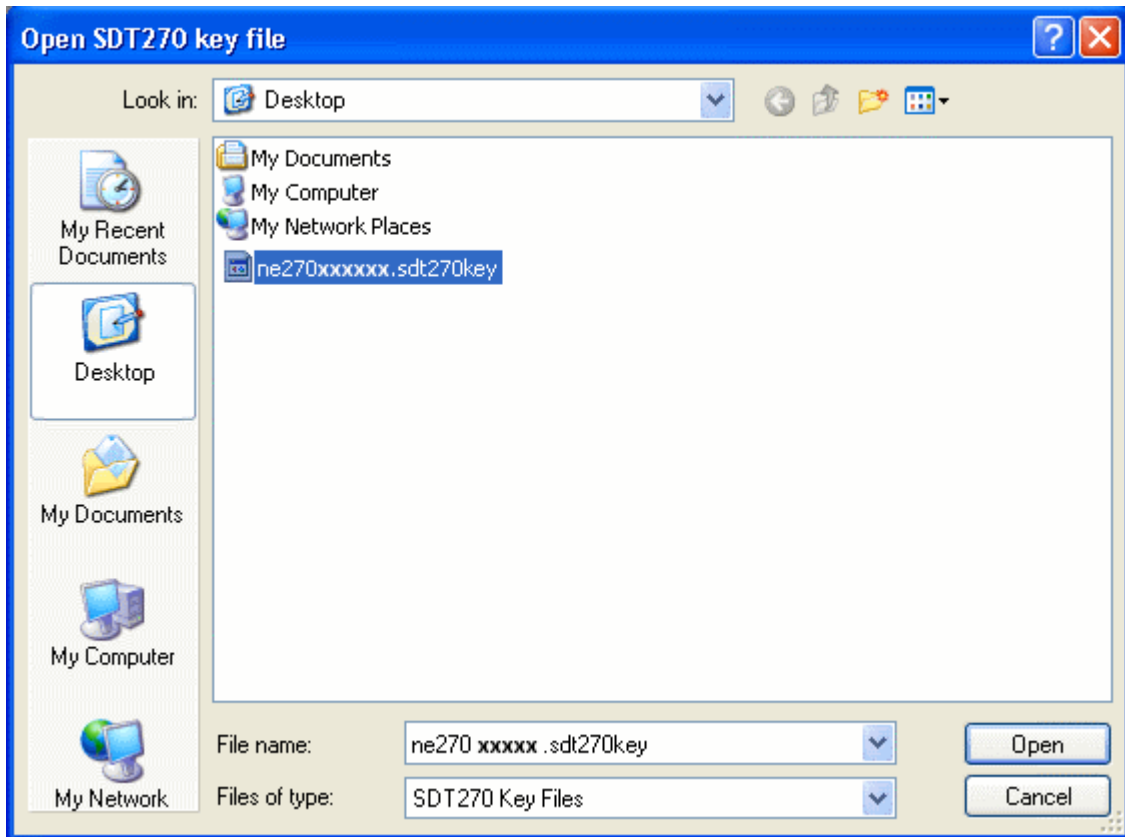 Open SDT270 key file
Look in:
Desktop
My Documents
My Computer
My Network Places
ne270xxxxxx.sdt270key
My Recent
Documents
Desktop
My Documents
My Computer
My Network
File name:
ne270 xxxxx .sdt270key
Open
Files of type:
SDT270 Key Files
Cancel